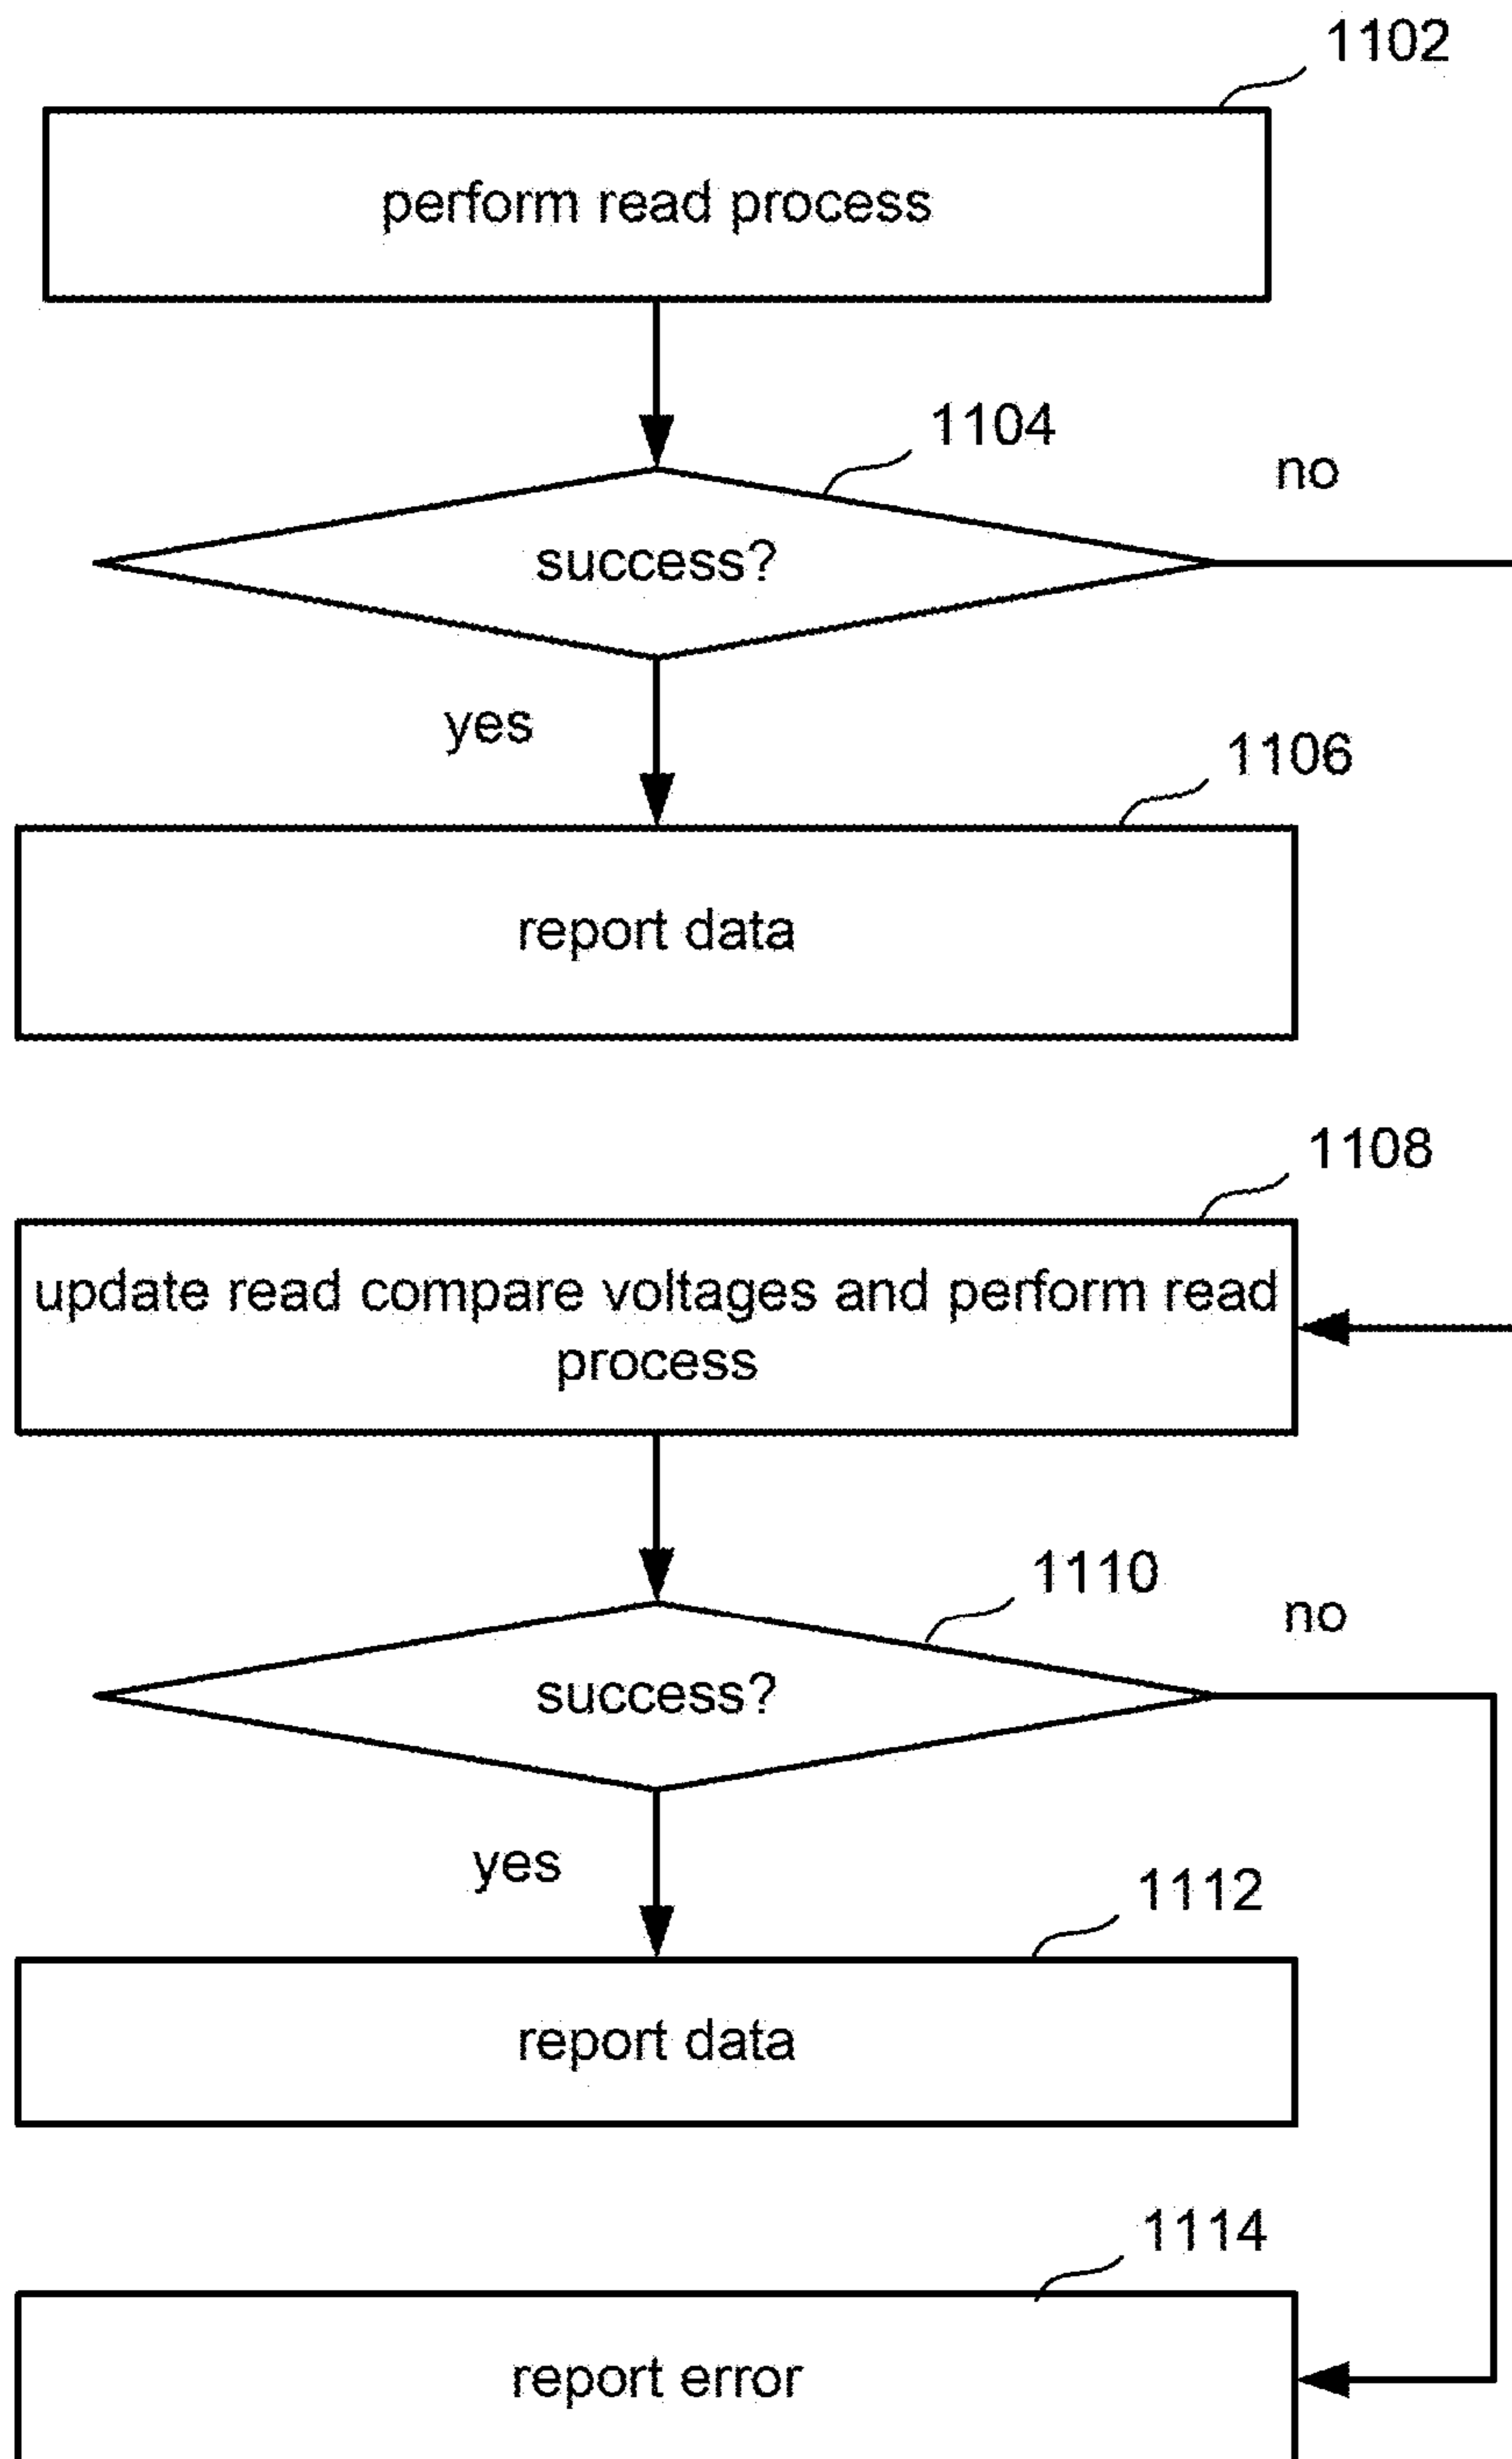 1102
perform read process
1104
no
success?
yes
1106
report data
1108
update read compare voltages and perform read
process
1110
no
success?
yes
1112
report data
1114
report error